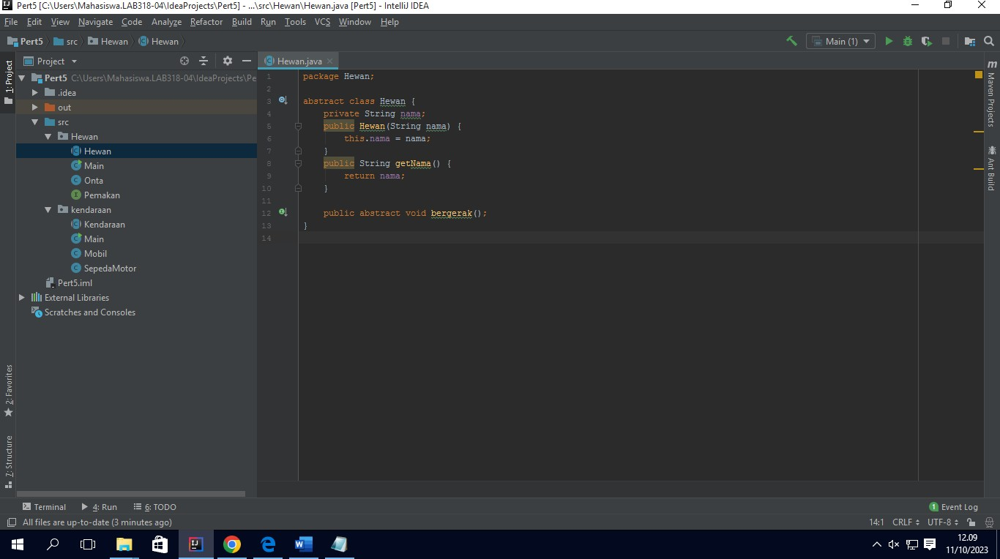 Pert5 [C:\Users\Mahasiswa.LAB318-04\IdeaProjects\Pert5] - ...\src\Hewan\Hewan.java [Pert5] - IntelliJ IDEA
File Edit View Navigate Code Analyze Refactor Build Run Tools VCS Window Help
Pert5 src Hewan Hewan Main (1)
Project
Hewan.java
1: Project
Pert5 C:\Users\Mahasiswa.LAB318-04\IdeaProjects\Pe
.idea
out
src
Hewan
Hewan
Main
Onta
Pemakan
kendaraan
Kendaraan
Main
Mobil
SepedaMotor
Pert5.iml
External Libraries
Scratches and Consoles
2: Favorites
7: Structure
1 package Hewan;
2
3 abstract class Hewan {
4 private String nama;
5 public Hewan(String nama) {
6 this.nama = nama;
7 }
8 public String getNama() {
9 return nama;
10 }
11
12 public abstract void bergerak();
13 }
14
m Maven Projects
Ant Build
Terminal 4: Run 6: TODO 1 Event Log
All files are up-to-date (3 minutes ago) 14:1 CRLF UTF-8
12.09
11/10/2023